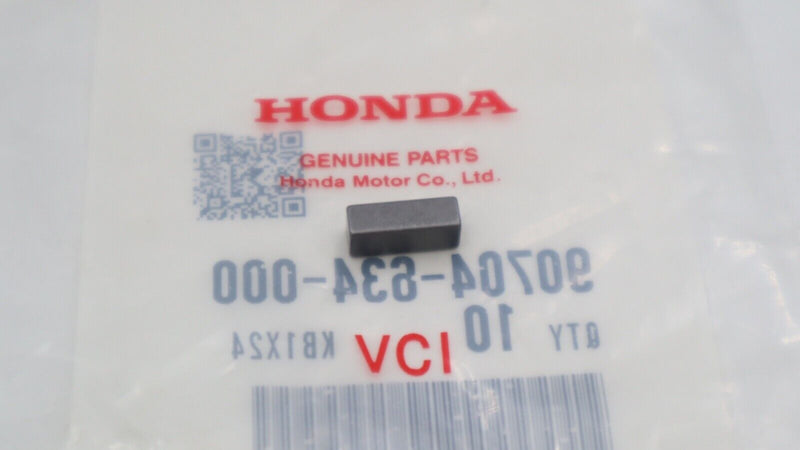 HONDA
GENUINE PARTS
Honda Motor Co., Ltd.
90704-634-000
QTY 10
KB1X24
VCI